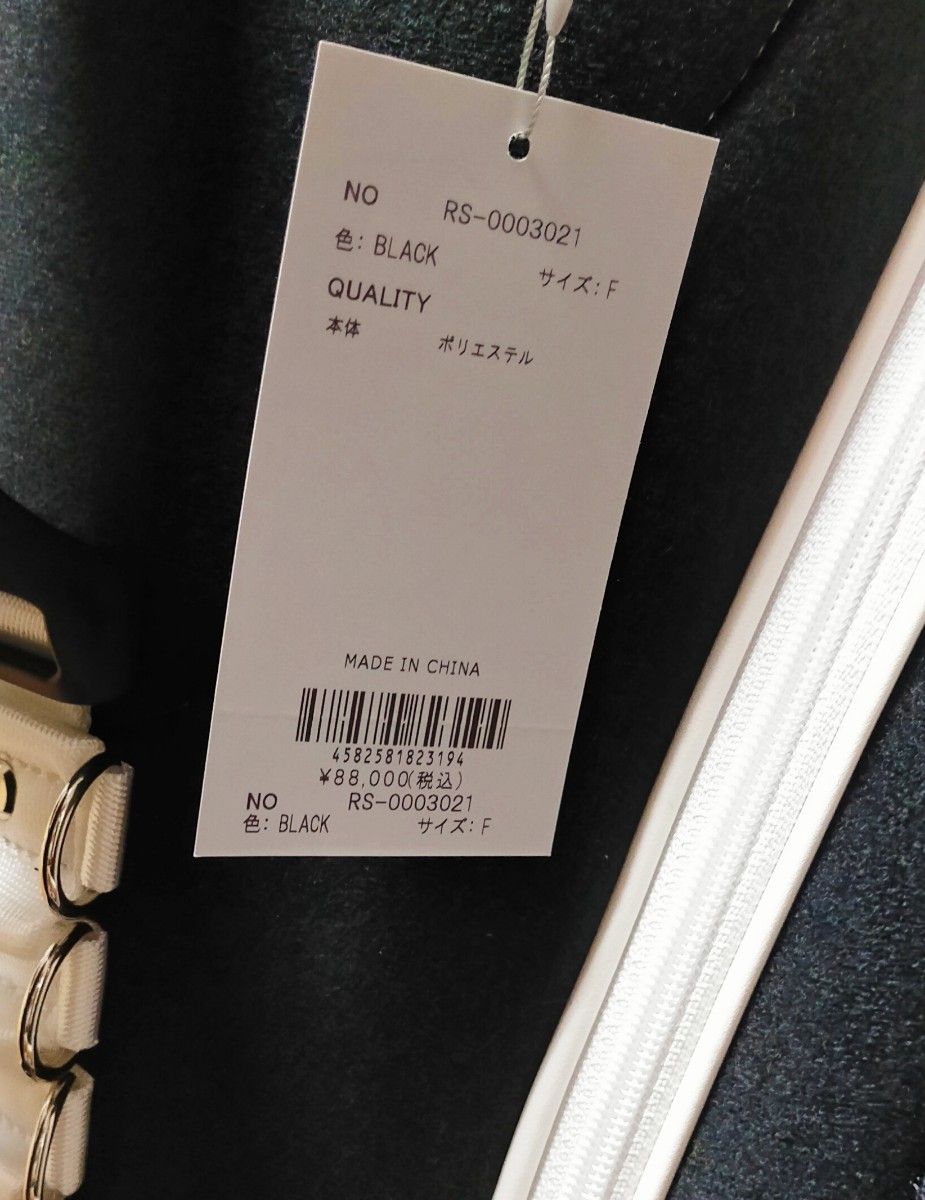 NO RS-0003021
色: BLACK サイズ: F
QUALITY
本体 ポリエステル
MADE IN CHINA
4582581823194
¥88,000(税込)
NO RS-0003021
色: BLACK サイズ: F